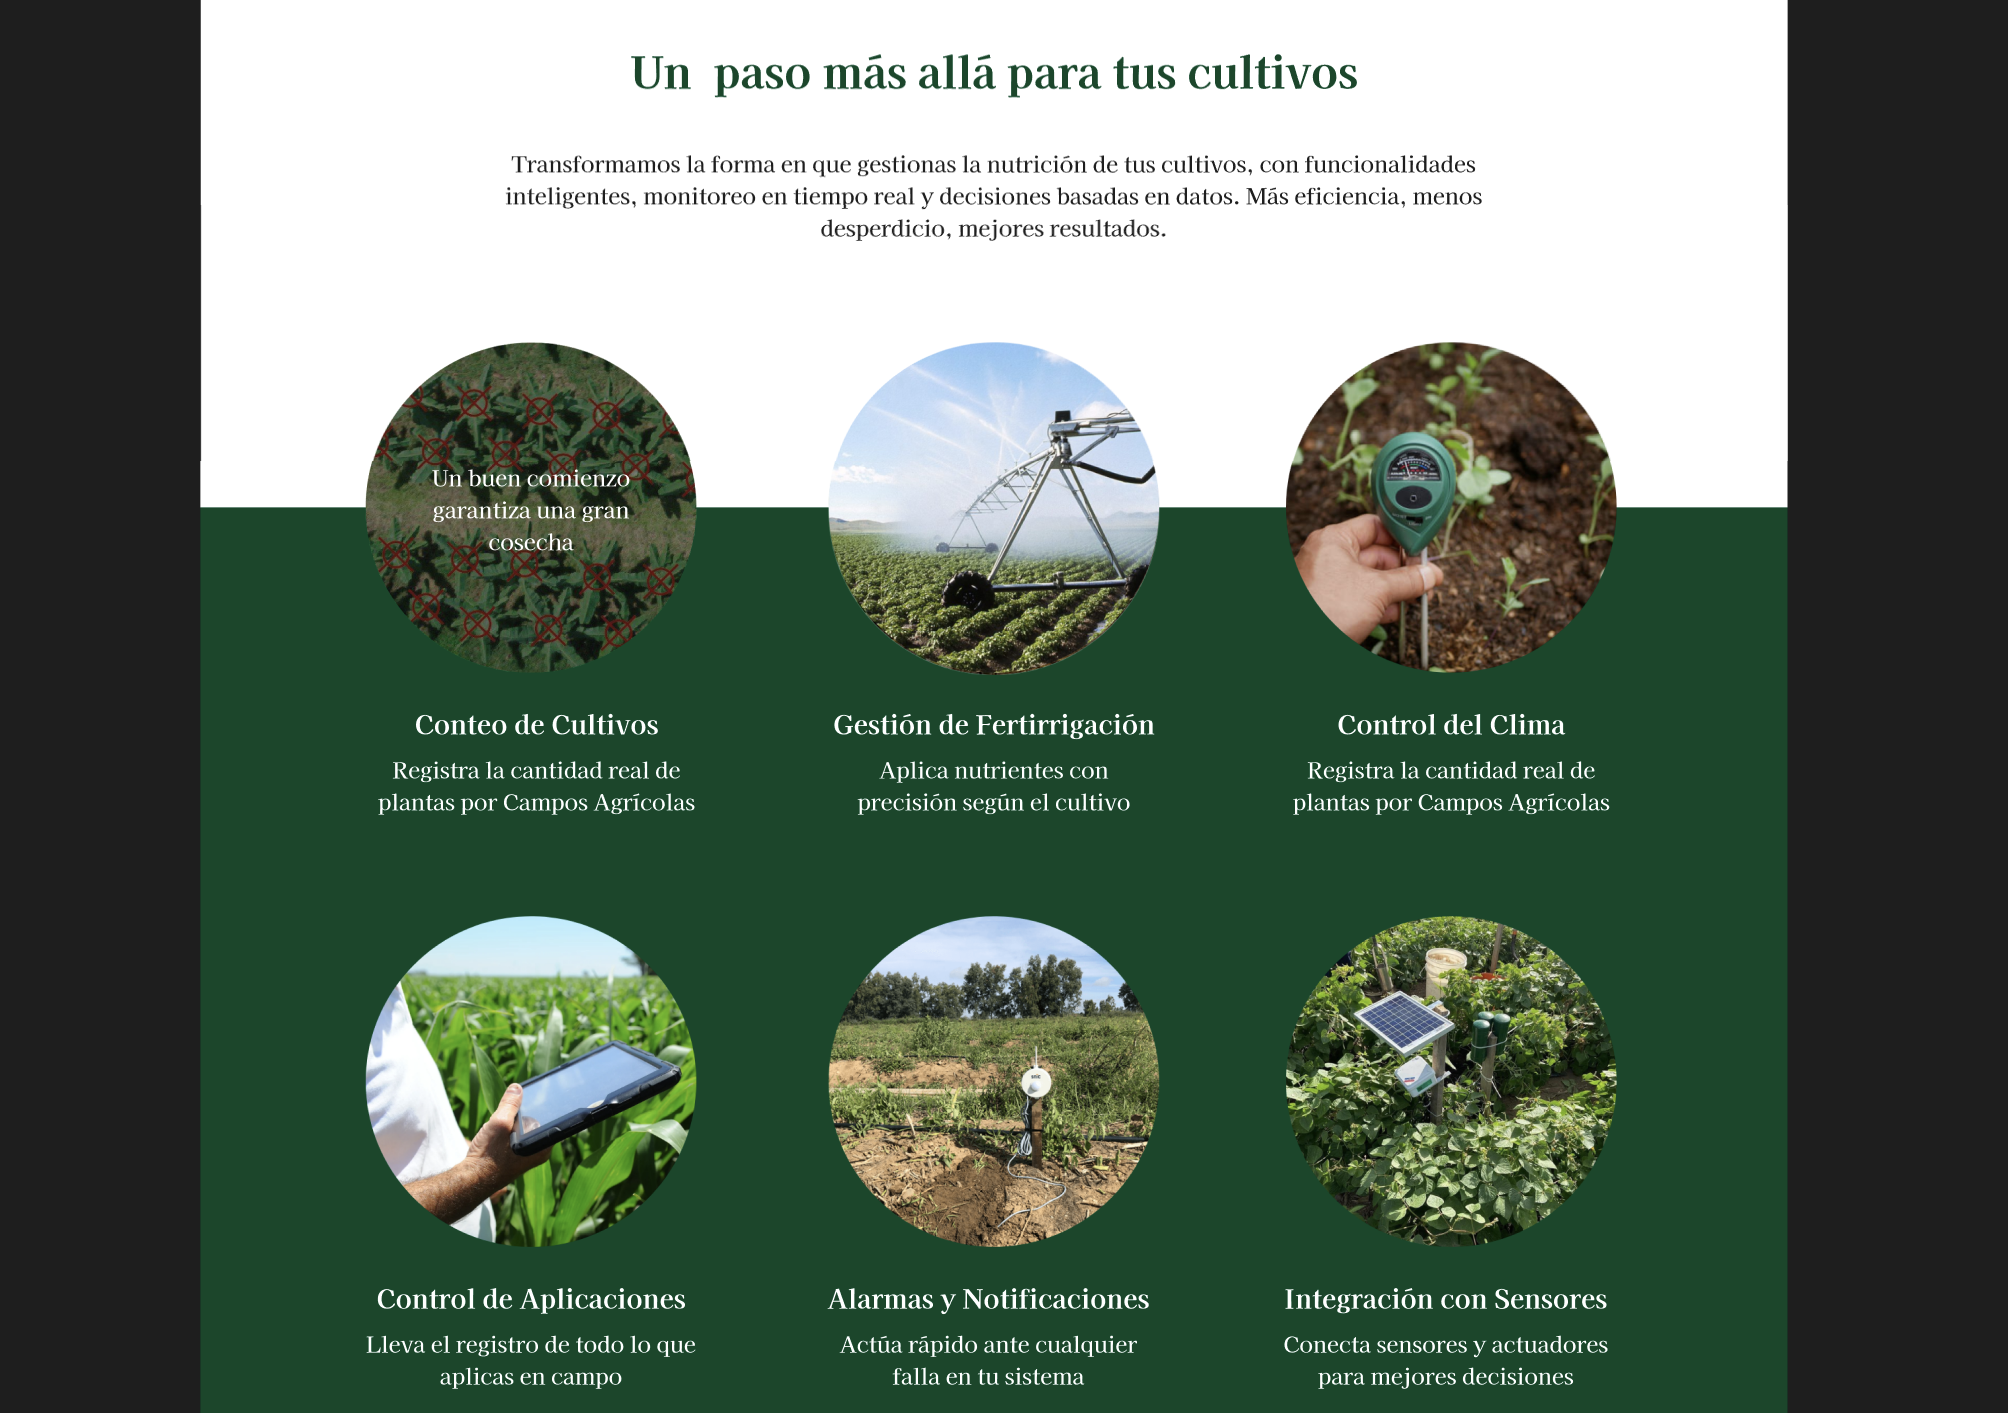 Un  paso más allá para tus cultivos
Transformamos la forma en que gestionas la nutrición de tus cultivos, con funcionalidades
inteligentes, monitoreo en tiempo real y decisiones basadas en datos. Más eficiencia, menos
desperdicio, mejores resultados.
Un buen comienzo
garantiza una gran
cosecha
Conteo de Cultivos
Registra la cantidad real de
plantas por Campos Agrícolas
Gestión de Fertirrigación
Aplica nutrientes con
precisión según el cultivo
Control del Clima
Registra la cantidad real de
plantas por Campos Agrícolas
Control de Aplicaciones
Lleva el registro de todo lo que
aplicas en campo
Alarmas y Notificaciones
Actúa rápido ante cualquier
falla en tu sistema
Integración con Sensores
Conecta sensores y actuadores
para mejores decisiones